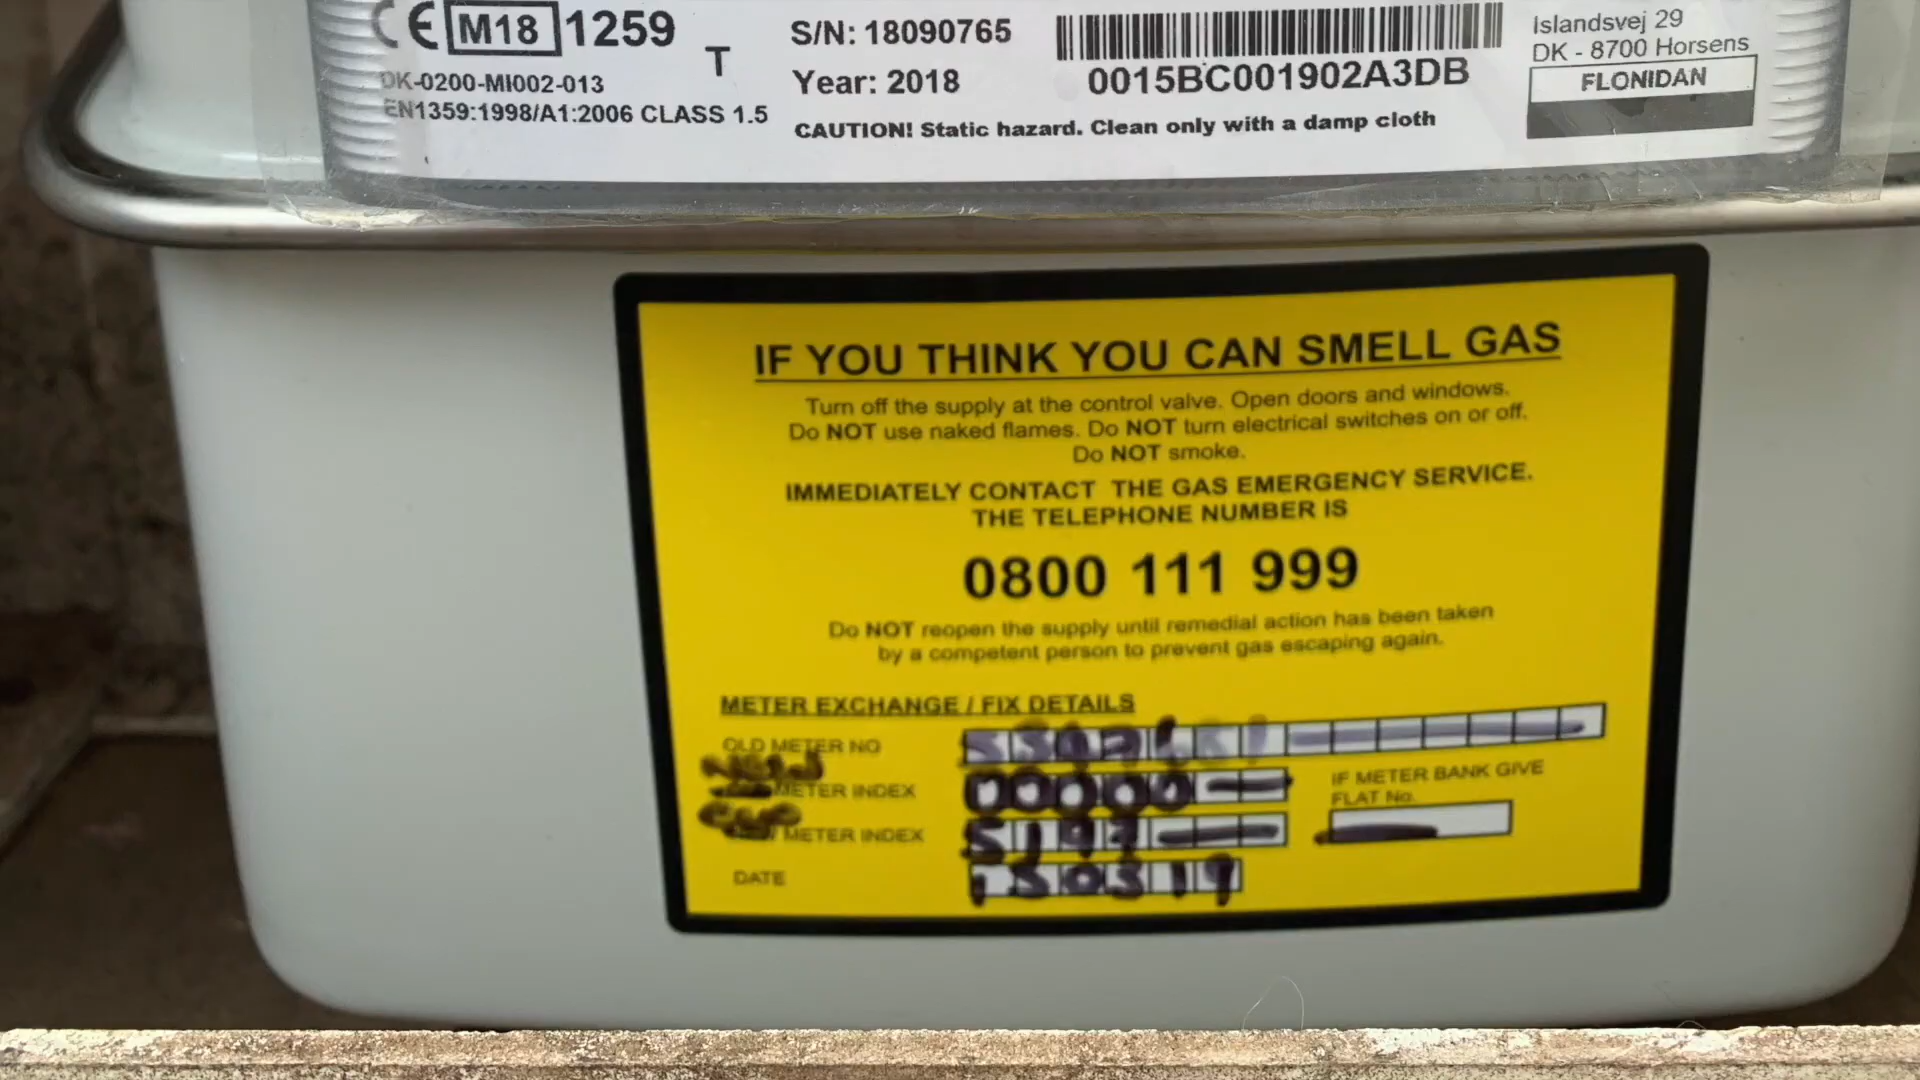 CE M18 1259
T
DK-0200-MI002-013
EN1359:1998/A1:2006 CLASS 1.5
S/N: 18090765
Year: 2018
0015BC001902A3DB
CAUTION! Static hazard. Clean only with a damp cloth
Islandsvej 29
DK - 8700 Horsens
FLONIDAN
IF YOU THINK YOU CAN SMELL GAS
Turn off the supply at the control valve. Open doors and windows.
Do NOT use naked flames. Do NOT turn electrical switches on or off.
Do NOT smoke.
IMMEDIATELY CONTACT THE GAS EMERGENCY SERVICE.
THE TELEPHONE NUMBER IS
0800 111 999
Do NOT reopen the supply until remedial action has been taken
by a competent person to prevent gas escaping again.
METER EXCHANGE / FIX DETAILS
OLD METER NO
NEW METER INDEX 00000
METER INDEX
DATE
IF METER BANK GIVE
FLAT No.